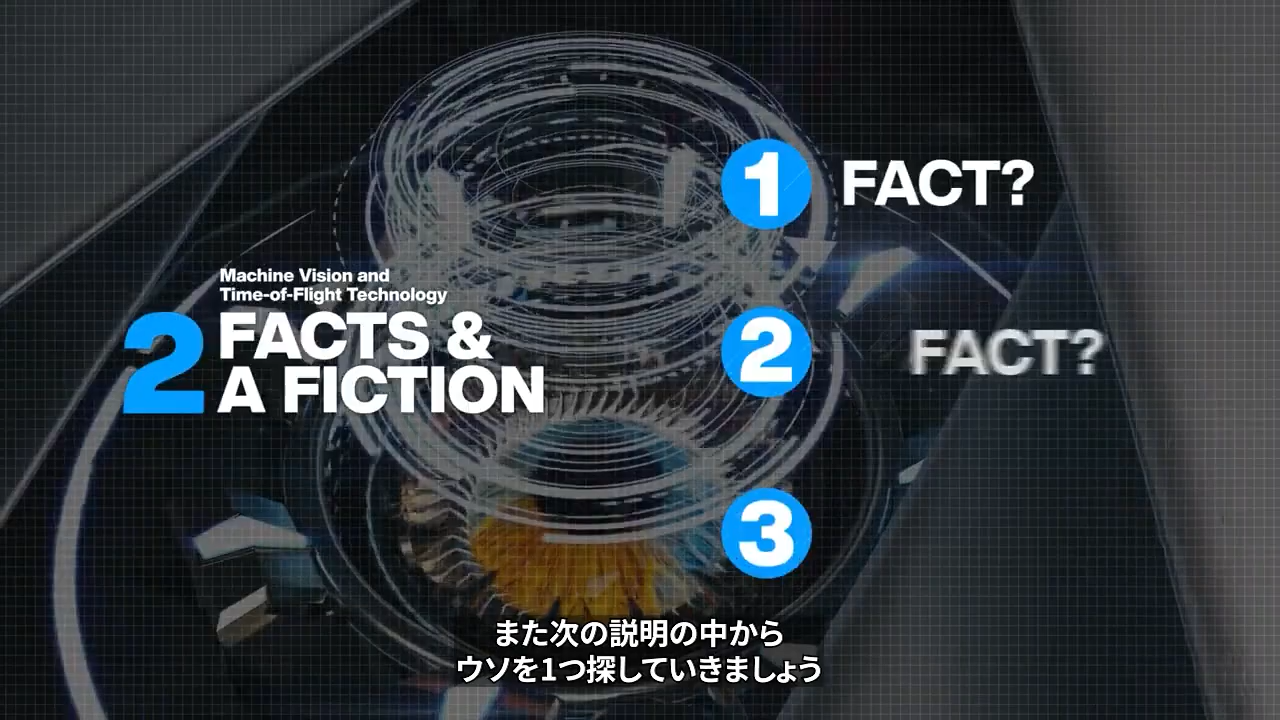 Machine Vision and
Time-of-Flight Technology
2 FACTS &
A FICTION
1 FACT?
2 FACT?
3
また次の説明の中から
ウソを1つ探していきましょう